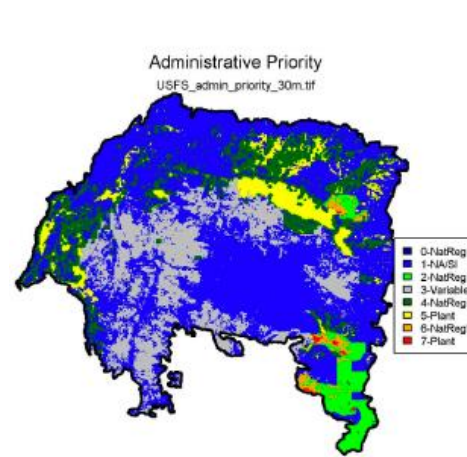 Administrative Priority
USFS_admin_priority_30m.tif
0-NatReg
1-NA/SI
2-NatReg
3-Variable
4-NatReg
5-Plant
6-NatReg
7-Plant